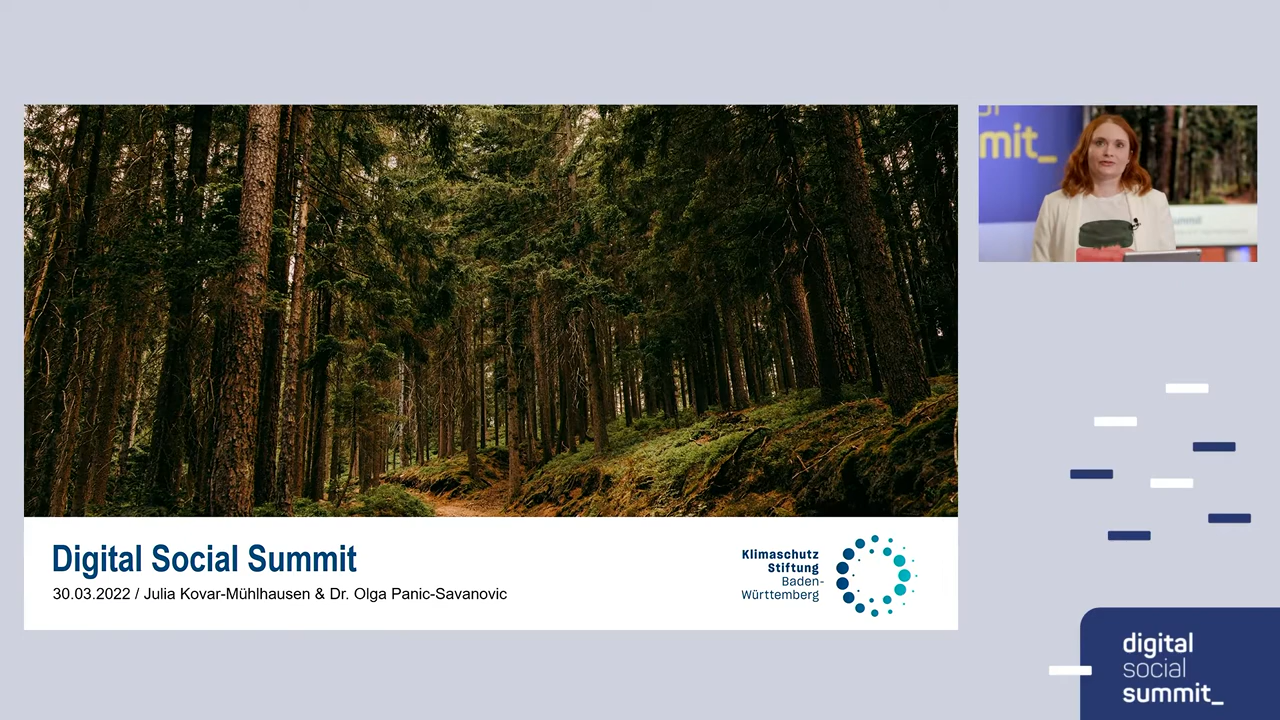 Digital Social Summit
30.03.2022 / Julia Kovar-Mühlhausen & Dr. Olga Panic-Savanovic
Klimaschutz
Stiftung
Baden-
Württemberg
mit_
digital
social
summit_